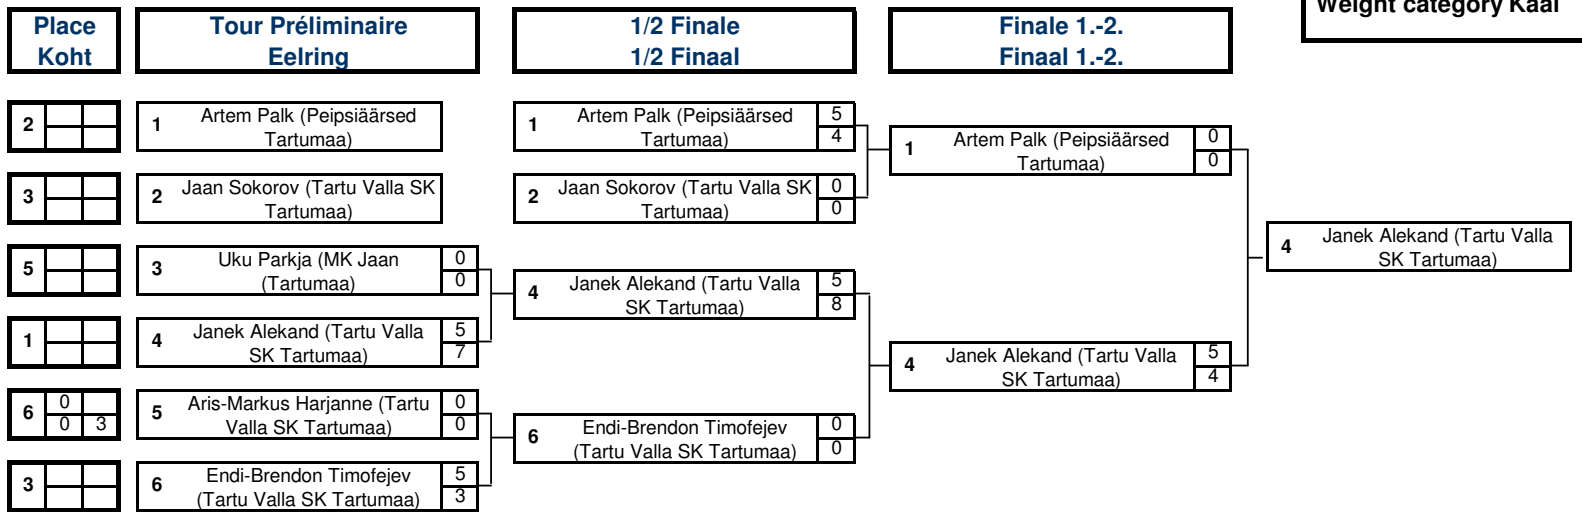 Weight category Kaal
Place
Koht
Tour Préliminaire
Eelring
1/2 Finale
1/2 Finaal
Finale 1.-2.
Finaal 1.-2.
2
1
Artem Palk (Peipsiäärsed
Tartumaa)
3
2
Jaan Sokorov (Tartu Valla SK
Tartumaa)
5
3
Uku Parkja (MK Jaan
(Tartumaa)
0
0
1
4
Janek Alekand (Tartu Valla
SK Tartumaa)
5
7
6
0
0 3
5
Aris-Markus Harjanne (Tartu
Valla SK Tartumaa)
0
0
3
6
Endi-Brendon Timofejev
(Tartu Valla SK Tartumaa)
5
3
1
Artem Palk (Peipsiäärsed
Tartumaa)
5
4
2
Jaan Sokorov (Tartu Valla SK
Tartumaa)
0
0
4
Janek Alekand (Tartu Valla
SK Tartumaa)
5
8
6
Endi-Brendon Timofejev
(Tartu Valla SK Tartumaa)
0
0
1
Artem Palk (Peipsiäärsed
Tartumaa)
0
0
4
Janek Alekand (Tartu Valla
SK Tartumaa)
5
4
4
Janek Alekand (Tartu Valla
SK Tartumaa)